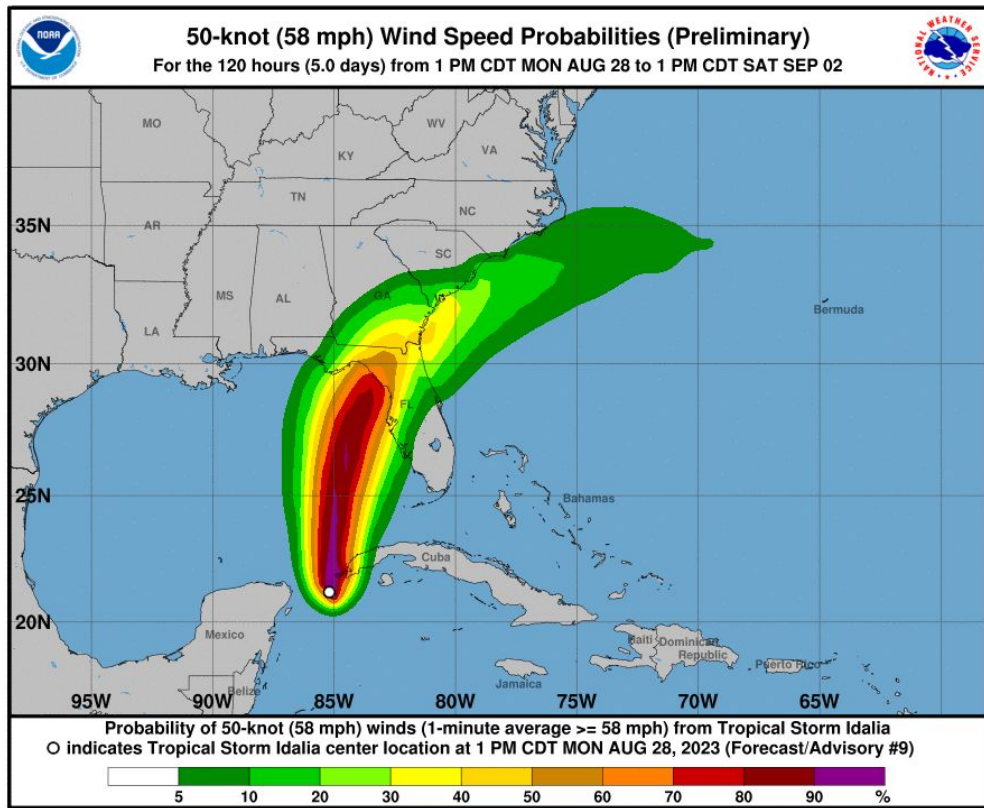 50-knot (58 mph) Wind Speed Probabilities (Preliminary)
For the 120 hours (5.0 days) from 1 PM CDT MON AUG 28 to 1 PM CDT SAT SEP 02
NOAA
NATIONAL WEATHER SERVICE
MO
WV
KY
VA
TN
NC
35N
AR
SC
MS
AL
GA
Bermuda
LA
30N
FL
25N
Bahamas
Cuba
20N
Mexico
Haiti
Dominican
Republic
Puerto Rico
Jamaica
Belize
95W
90W
85W
80W
75W
70W
65W
Probability of 50-knot (58 mph) winds (1-minute average >= 58 mph) from Tropical Storm Idalia
indicates Tropical Storm Idalia center location at 1 PM CDT MON AUG 28, 2023 (Forecast/Advisory #9)
5 10 20 30 40 50 60 70 80 90 %